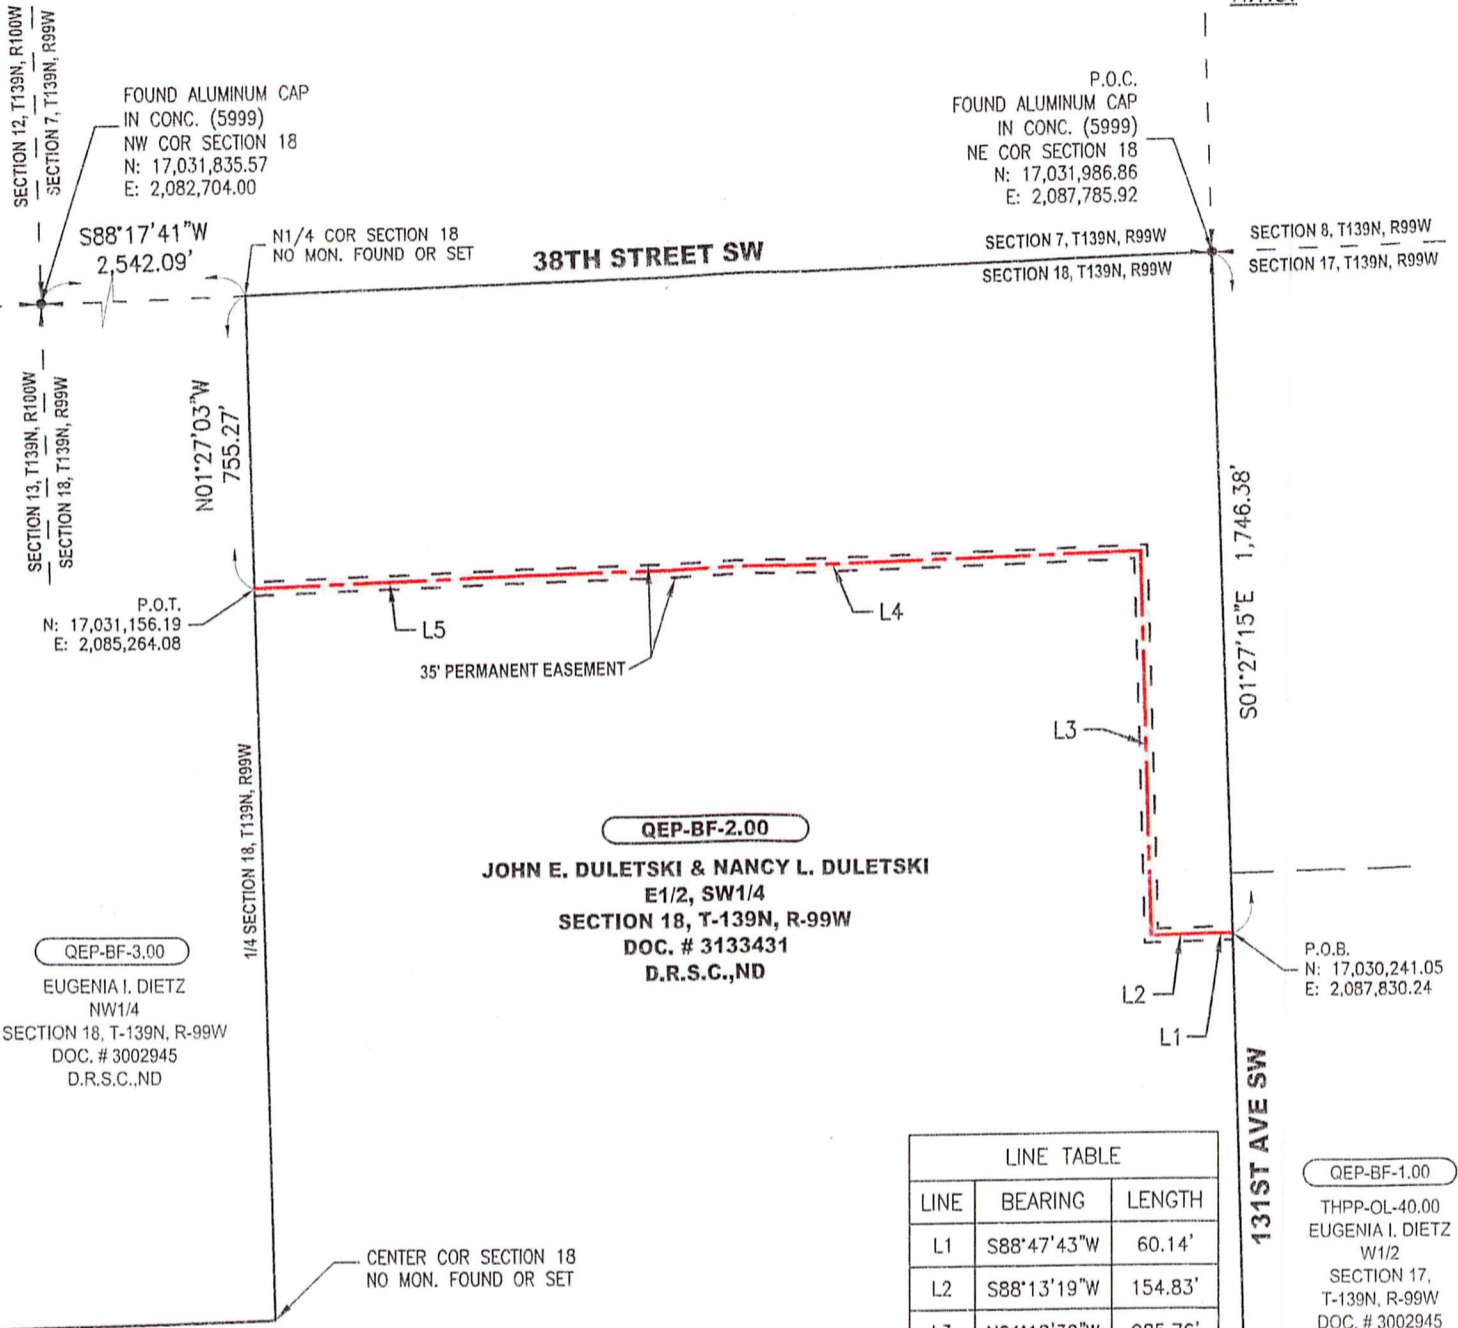 SECTION 12, T139N, R100W
SECTION 7, T139N, R99W
FOUND ALUMINUM CAP
IN CONC. (5999)
NW COR SECTION 18
N: 17,031,835.57
E: 2,082,704.00
P.O.C.
FOUND ALUMINUM CAP
IN CONC. (5999)
NE COR SECTION 18
N: 17,031,986.86
E: 2,087,785.92
S88°17'41"W
2,542.09'
N1/4 COR SECTION 18
NO MON. FOUND OR SET
38TH STREET SW
SECTION 7, T139N, R99W
SECTION 18, T139N, R99W
SECTION 8, T139N, R99W
SECTION 17, T139N, R99W
SECTION 13, T139N, R100W
SECTION 18, T139N, R99W
N01°27'03"W
755.27'
S01°27'15"E 1,746.38'
P.O.T.
N: 17,031,156.19
E: 2,085,264.08
L5
L4
35' PERMANENT EASEMENT
L3
1/4 SECTION 18, T139N, R99W
QEP-BF-2.00
JOHN E. DULETSKI & NANCY L. DULETSKI
E1/2, SW1/4
SECTION 18, T-139N, R-99W
DOC. # 3133431
D.R.S.C.,ND
QEP-BF-3.00
EUGENIA I. DIETZ
NW1/4
SECTION 18, T-139N, R-99W
DOC. # 3002945
D.R.S.C.,ND
P.O.B.
N: 17,030,241.05
E: 2,087,830.24
L2
L1
131ST AVE SW
LINE TABLE
LINE BEARING LENGTH
L1 S88°47'43"W 60.14'
L2 S88°13'19"W 154.83'
QEP-BF-1.00
THPP-OL-40.00
EUGENIA I. DIETZ
W1/2
SECTION 17,
T-139N, R-99W
DOC. # 3002945
CENTER COR SECTION 18
NO MON. FOUND OR SET